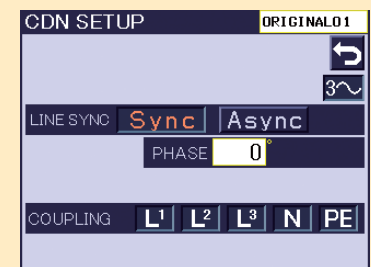 CDN SETUP ORIGINAL01
3~
LINE SYNC Sync Async
PHASE 0°
COUPLING L¹ L² L³ N PE